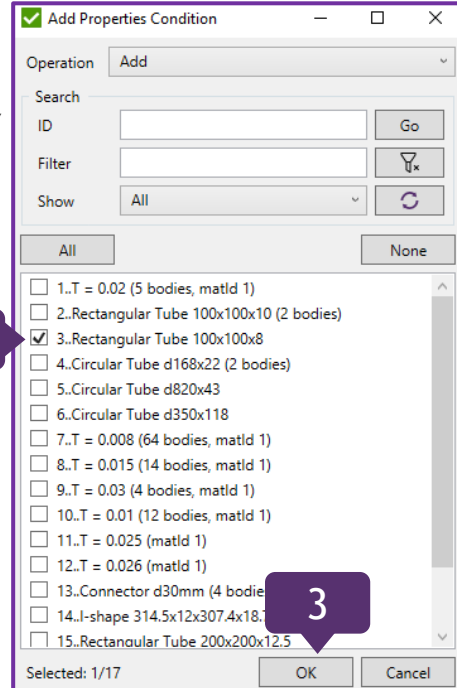 Add Properties Condition
Operation Add
Search
ID Go
Filter
Show All
All None
1..T = 0.02 (5 bodies, matId 1)
2..Rectangular Tube 100x100x10 (2 bodies)
3..Rectangular Tube 100x100x8
4..Circular Tube d168x22 (2 bodies)
5..Circular Tube d820x43
6..Circular Tube d350x118
7..T = 0.008 (64 bodies, matId 1)
8..T = 0.015 (14 bodies, matId 1)
9..T = 0.03 (4 bodies, matId 1)
10..T = 0.01 (12 bodies, matId 1)
11..T = 0.025 (matId 1)
12..T = 0.026 (matId 1)
13..Connector d30mm (4 bodie
14..I-shape 314.5x12x307.4x18.
3
15..Rectangular Tube 200x200x12.5
Selected: 1/17 OK Cancel